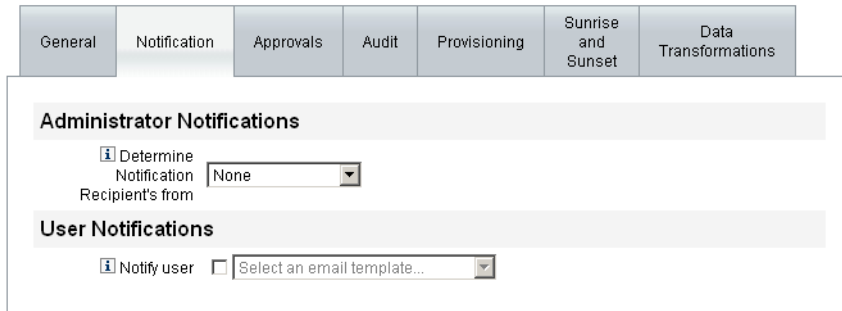 General
Notification
Approvals
Audit
Provisioning
Sunrise
and
Sunset
Data
Transformations
Administrator Notifications
Determine
Notification
Recipient's from
None
User Notifications
Notify user
Select an email template...